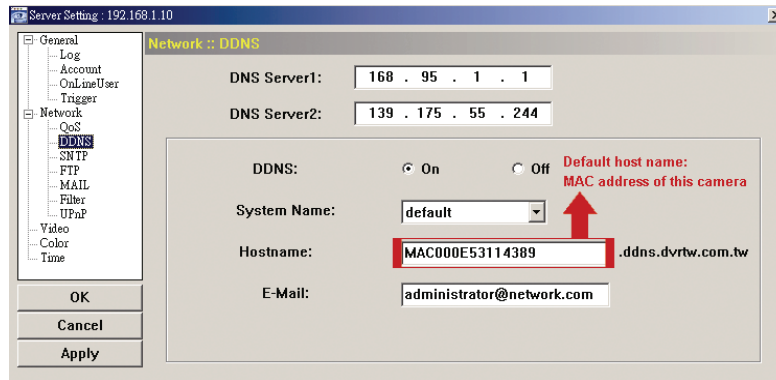 Server Setting : 192.168.1.10
General
Log
Account
OnLineUser
Trigger
Network
QoS
DDNS
SNTP
FTP
MAIL
Filter
UPnP
Video
Color
Time
OK
Cancel
Apply
Network :: DDNS
DNS Server1: 168 . 95 . 1 . 1
DNS Server2: 139 . 175 . 55 . 244
DDNS: On Off
Default host name:
MAC address of this camera
System Name: default
Hostname: MAC000E53114389 .ddns.dvrtw.com.tw
E-Mail: administrator@network.com